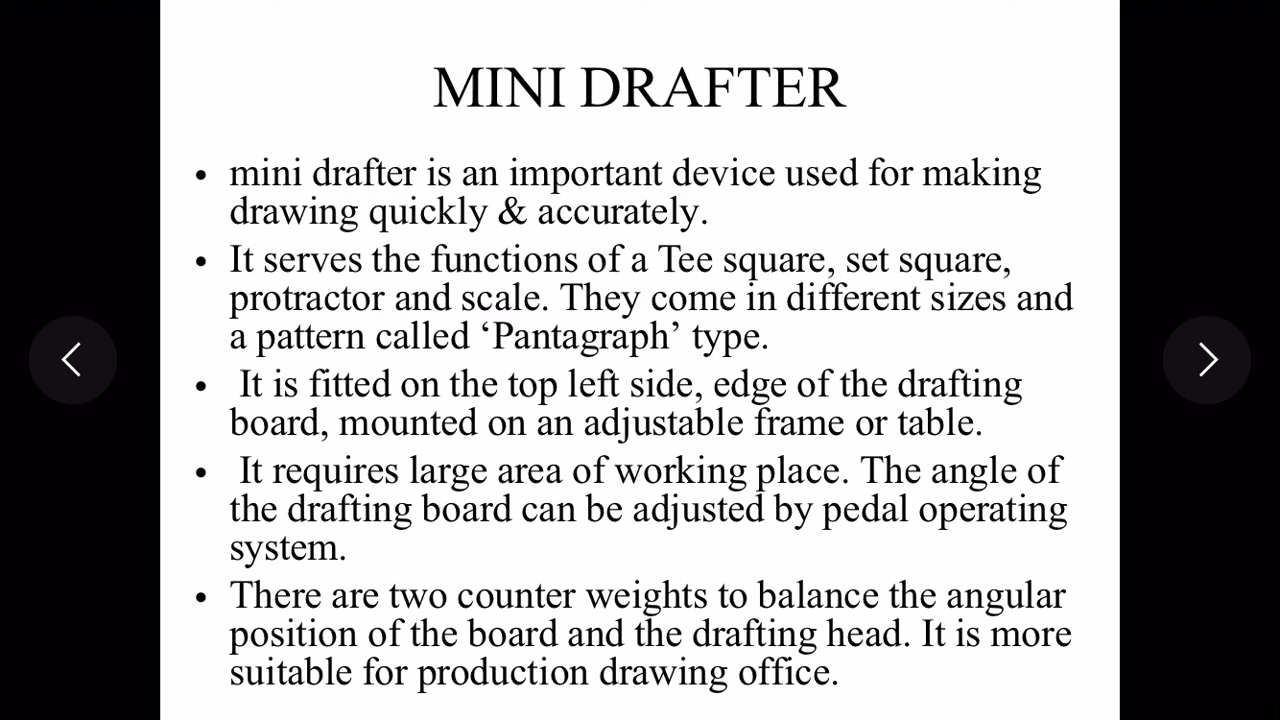 MINI DRAFTER
• mini drafter is an important device used for making
drawing quickly & accurately.
• It serves the functions of a Tee square, set square,
protractor and scale. They come in different sizes and
a pattern called ‘Pantagraph’ type.
• It is fitted on the top left side, edge of the drafting
board, mounted on an adjustable frame or table.
• It requires large area of working place. The angle of
the drafting board can be adjusted by pedal operating
system.
• There are two counter weights to balance the angular
position of the board and the drafting head. It is more
suitable for production drawing office.